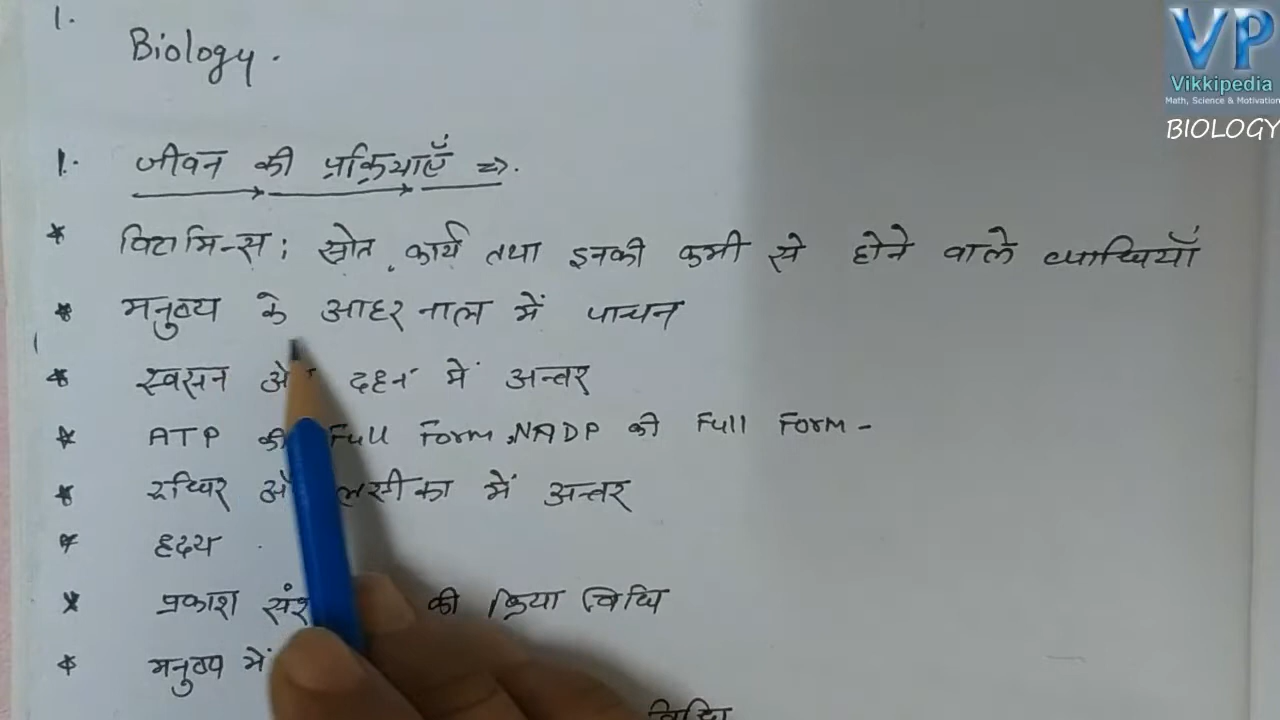 1.
Biology.
VP
Vikkipedia
Math, Science & Motivation
BIOLOGY
1. जीवन की प्रक्रियाएँ ⇒.
* विटामिन्स ; स्रोत, कार्य तथा इनकी कमी से होने वाले व्याधियाँ
* मनुष्य के आहर नाल में पाचन
* स्वसन दहन में अन्तर
* ATP की Full Form, NADP की Full Form -
* रुधिर लसीका में अन्तर
* हृदय
* प्रकाश की क्रिया विधि
* मनुष्य में
विधि